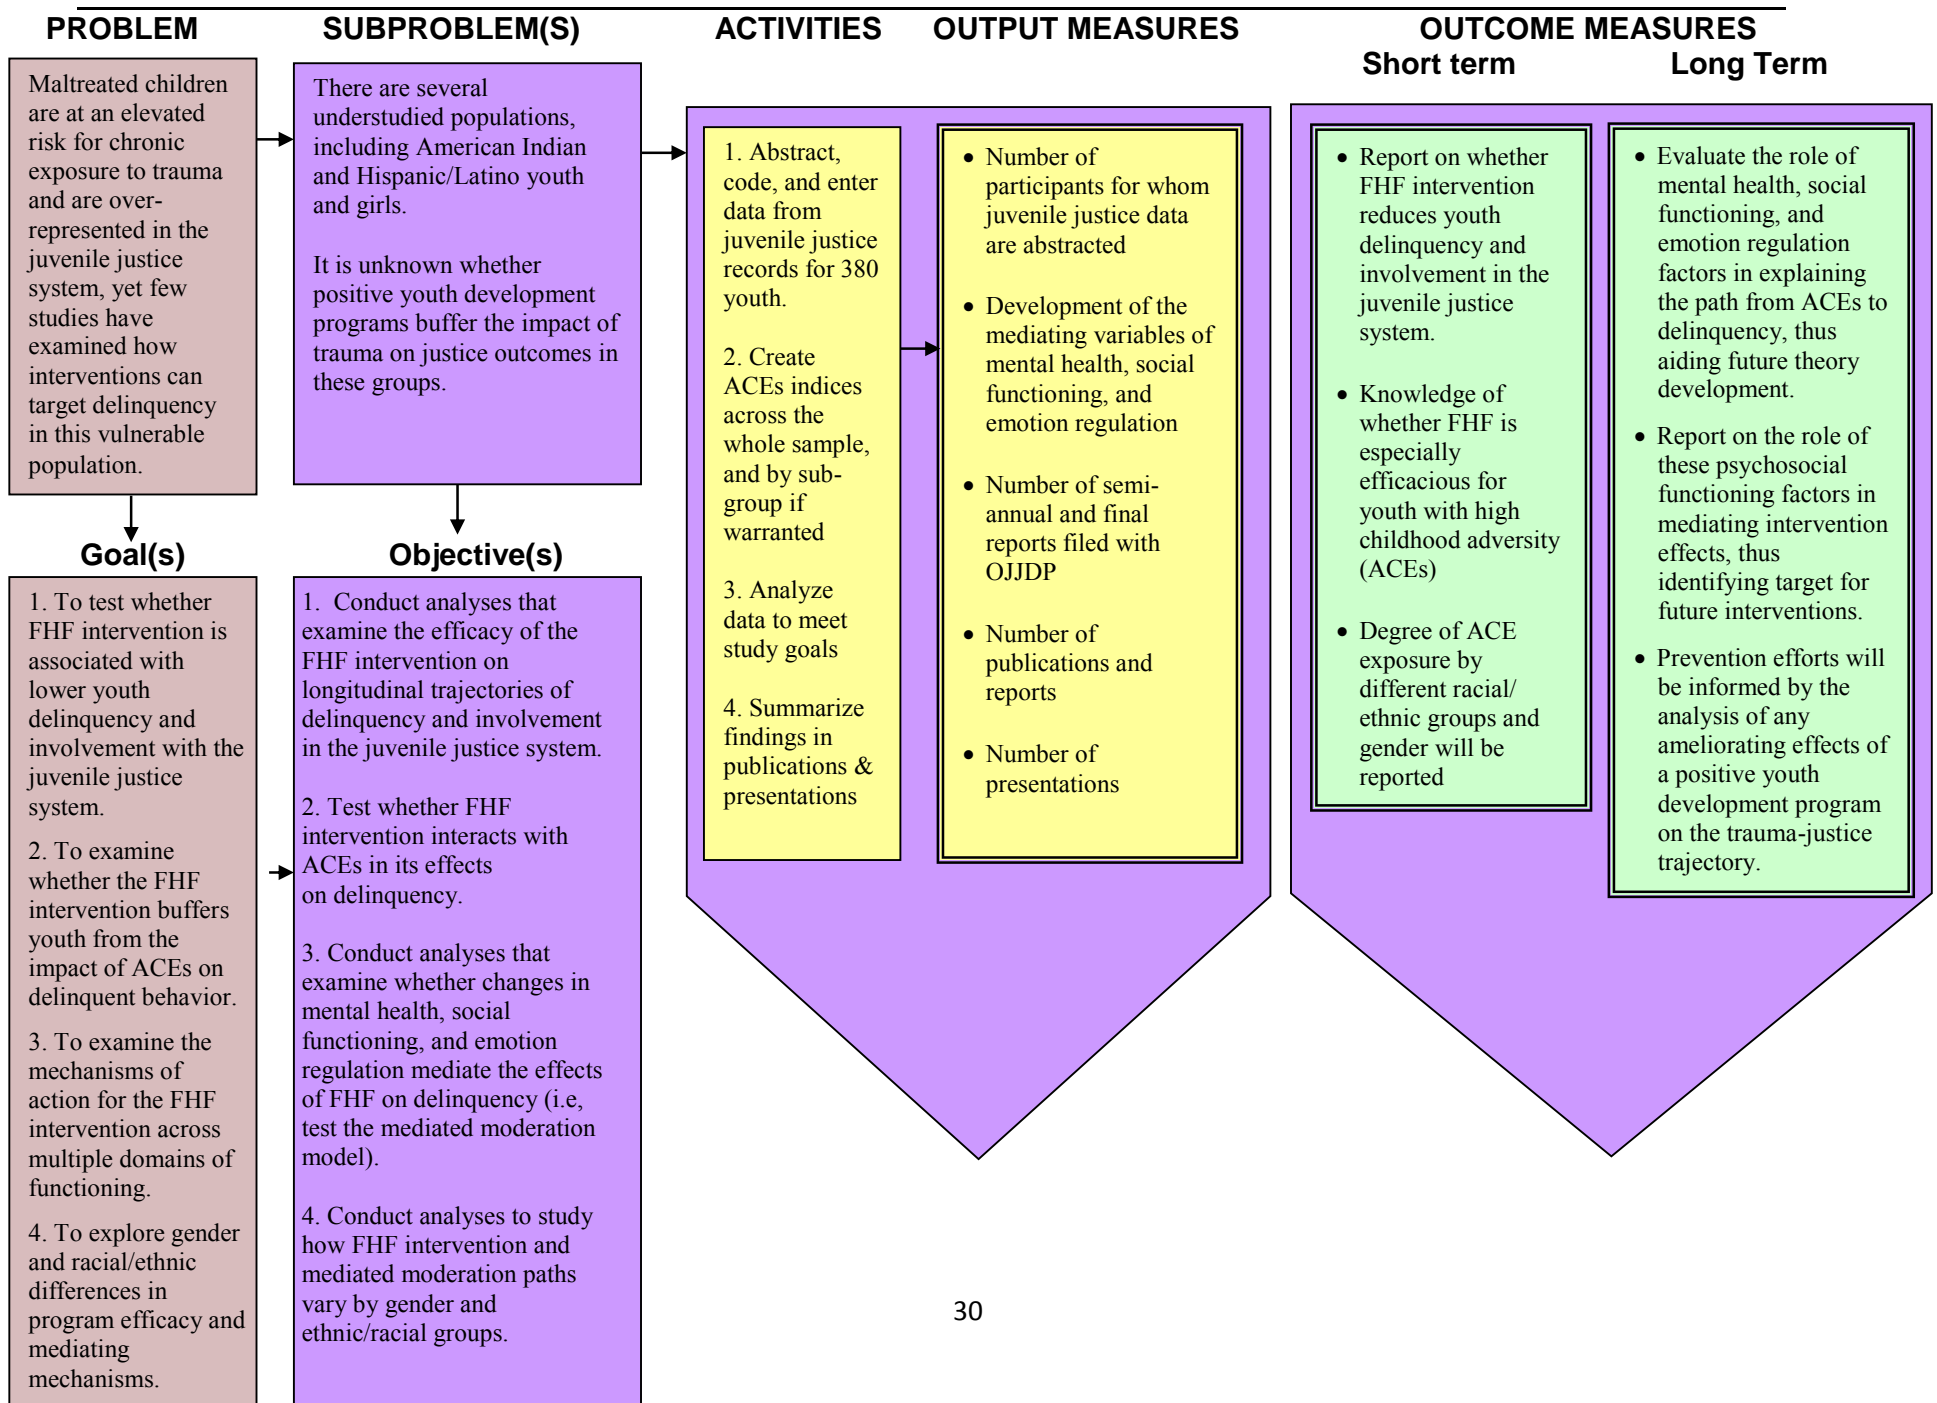 PROBLEM
SUBPROBLEM(S)
ACTIVITIES
OUTPUT MEASURES
OUTCOME MEASURES
Short term
Long Term
Maltreated children
are at an elevated
risk for chronic
exposure to trauma
and are over-
represented in the
juvenile justice
system, yet few
studies have
examined how
interventions can
target delinquency
in this vulnerable
population.
There are several
understudied populations,
including American Indian
and Hispanic/Latino youth
and girls.
It is unknown whether
positive youth development
programs buffer the impact of
trauma on justice outcomes in
these groups.
Goal(s)
1. To test whether
FHF intervention is
associated with
lower youth
delinquency and
involvement with the
juvenile justice
system.
2. To examine
whether the FHF
intervention buffers
youth from the
impact of ACEs on
delinquent behavior.
3. To examine the
mechanisms of
action for the FHF
intervention across
multiple domains of
functioning.
4. To explore gender
and racial/ethnic
differences in
program efficacy and
mediating
mechanisms.
Objective(s)
1. Conduct analyses that
examine the efficacy of the
FHF intervention on
longitudinal trajectories of
delinquency and involvement
in the juvenile justice system.
2. Test whether FHF
intervention interacts with
ACEs in its effects
on delinquency.
3. Conduct analyses that
examine whether changes in
mental health, social
functioning, and emotion
regulation mediate the effects
of FHF on delinquency (i.e,
test the mediated moderation
model).
4. Conduct analyses to study
how FHF intervention and
mediated moderation paths
vary by gender and
ethnic/racial groups.
1. Abstract,
code, and enter
data from
juvenile justice
records for 380
youth.
2. Create
ACEs indices
across the
whole sample,
and by sub-
group if
warranted
3. Analyze
data to meet
study goals
4. Summarize
findings in
publications &
presentations
• Number of
participants for whom
juvenile justice data
are abstracted
• Development of the
mediating variables of
mental health, social
functioning, and
emotion regulation
• Number of semi-
annual and final
reports filed with
OJJDP
• Number of
publications and
reports
• Number of
presentations
• Report on whether
FHF intervention
reduces youth
delinquency and
involvement in the
juvenile justice
system.
• Knowledge of
whether FHF is
especially
efficacious for
youth with high
childhood adversity
(ACEs)
• Degree of ACE
exposure by
different racial/
ethnic groups and
gender will be
reported
• Evaluate the role of
mental health, social
functioning, and
emotion regulation
factors in explaining
the path from ACEs to
delinquency, thus
aiding future theory
development.
• Report on the role of
these psychosocial
functioning factors in
mediating intervention
effects, thus
identifying target for
future interventions.
• Prevention efforts will
be informed by the
analysis of any
ameliorating effects of
a positive youth
development program
on the trauma-justice
trajectory.
30